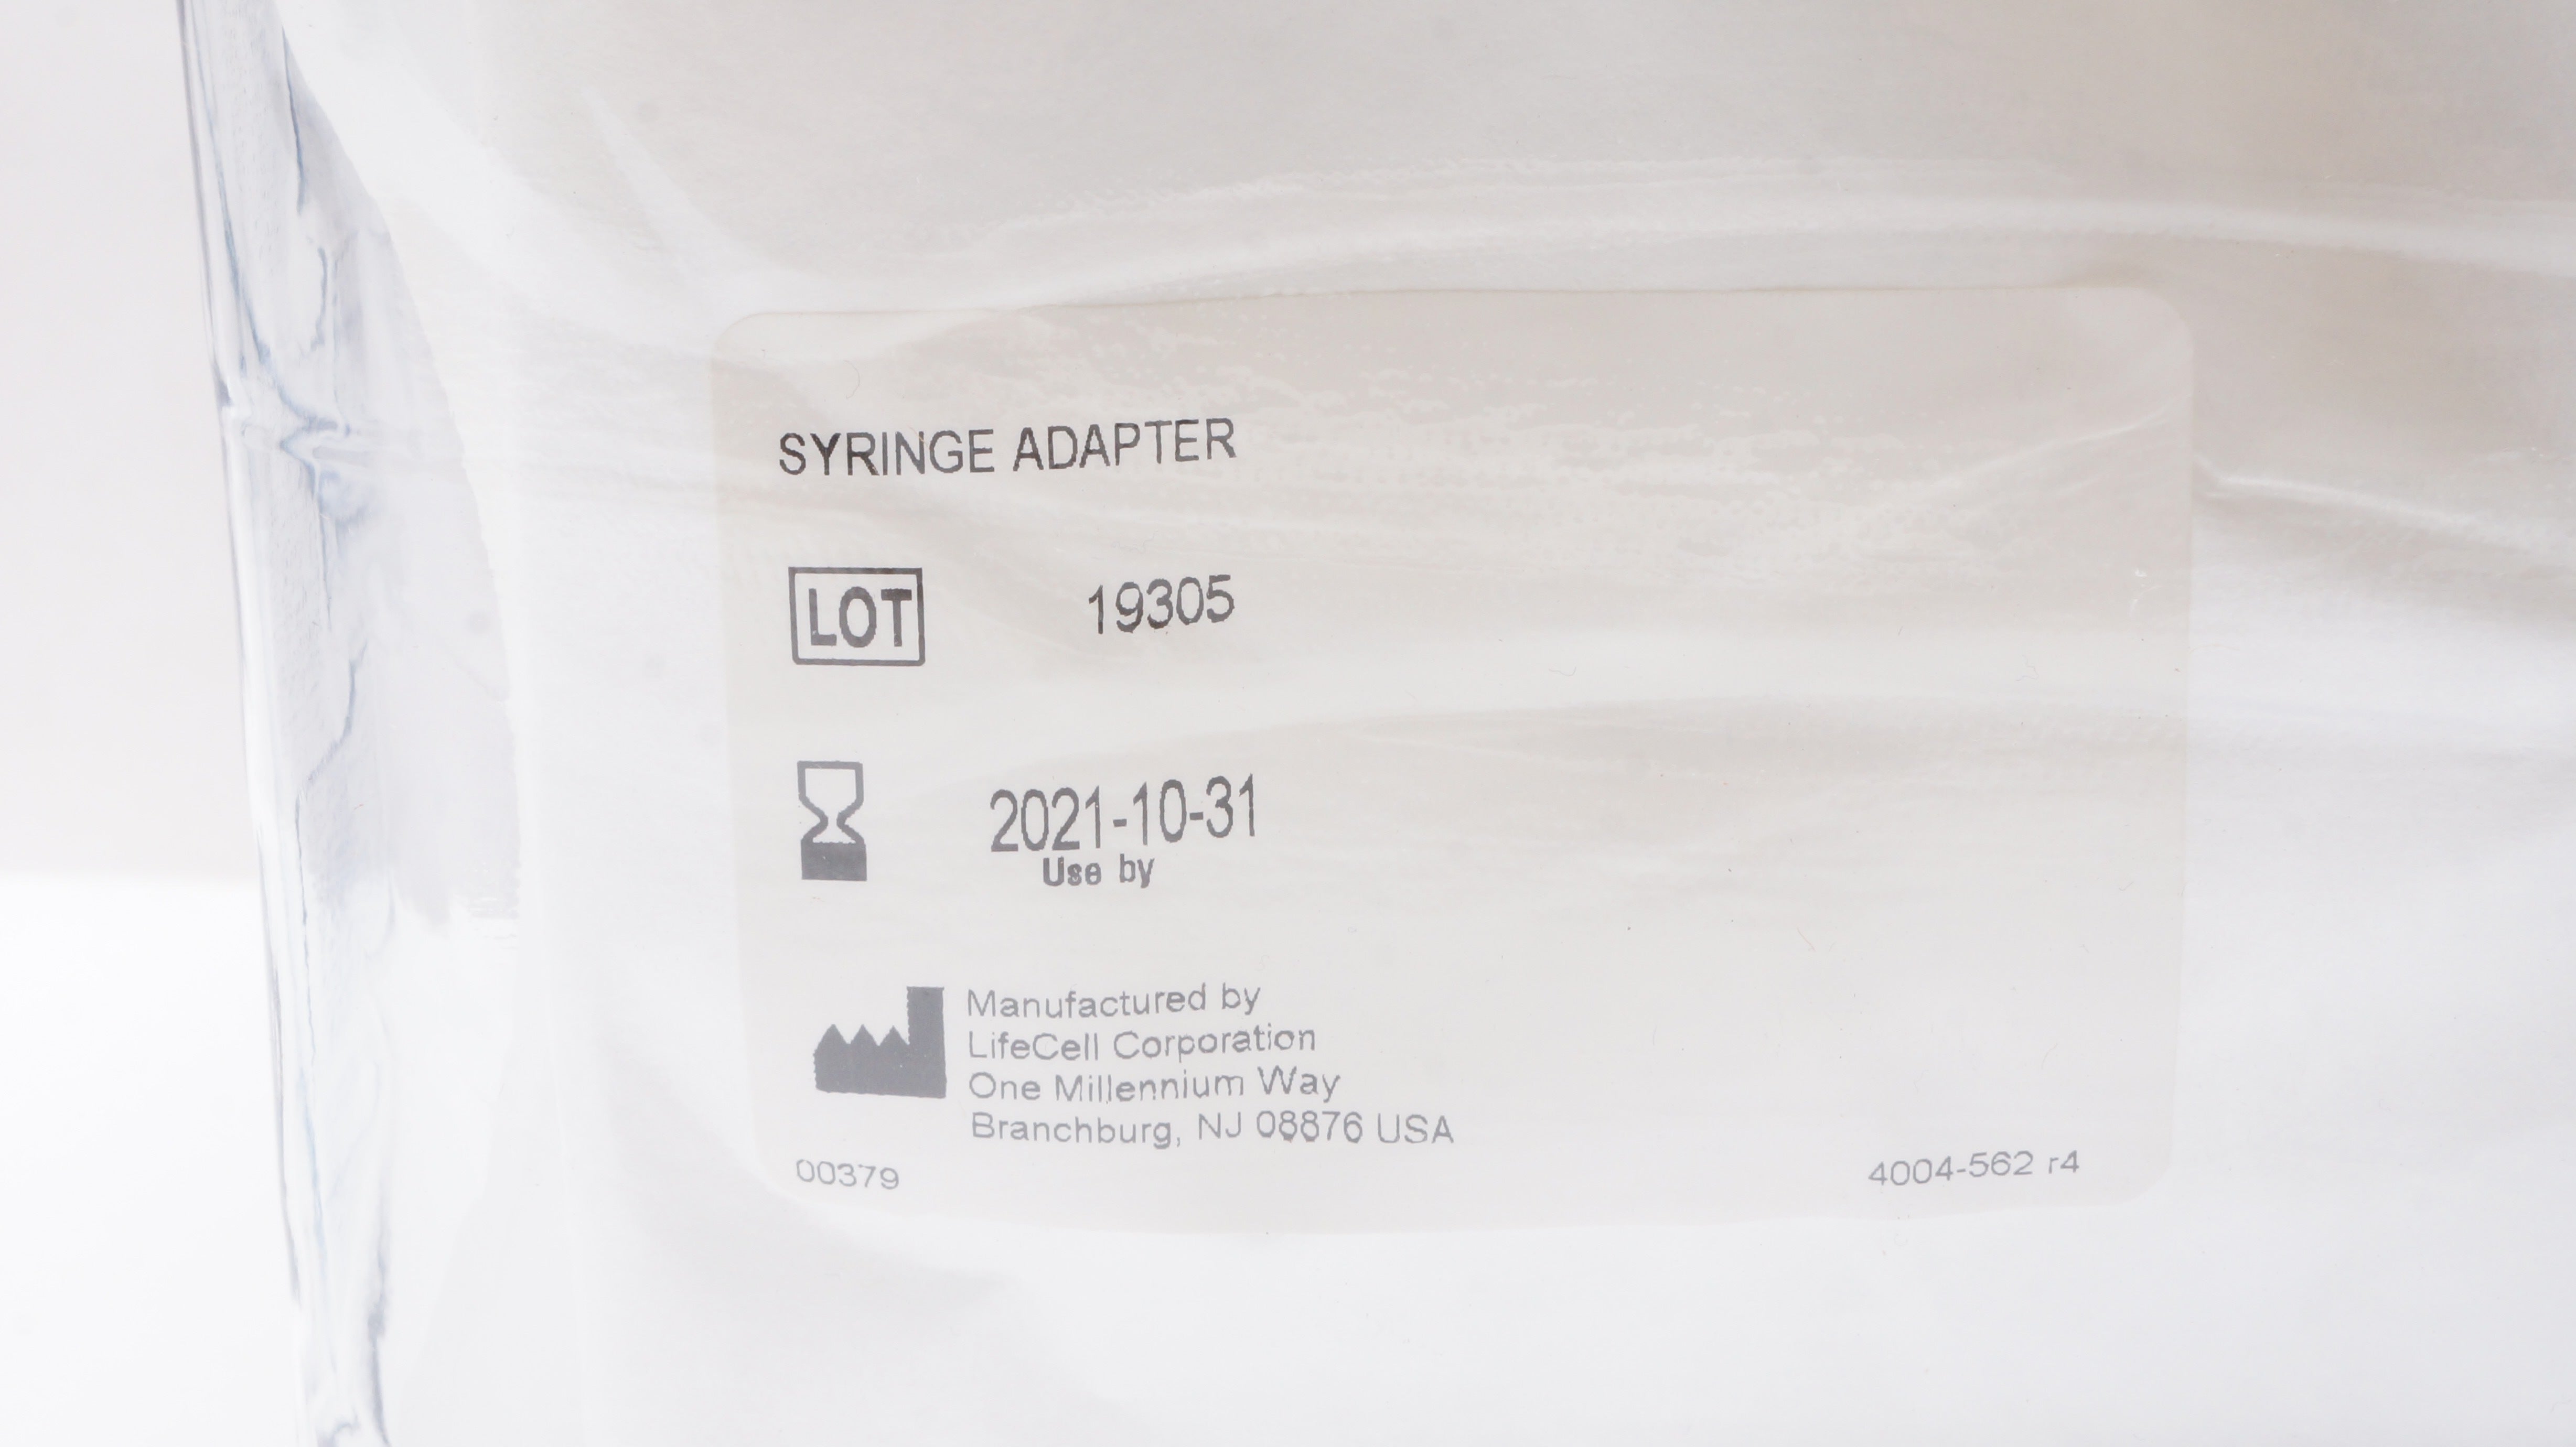 SYRINGE ADAPTER
LOT 19305
2021-10-31
Use by
Manufactured by
LifeCell Corporation
One Millennium Way
Branchburg, NJ 08876 USA
00379 4004-562 r4